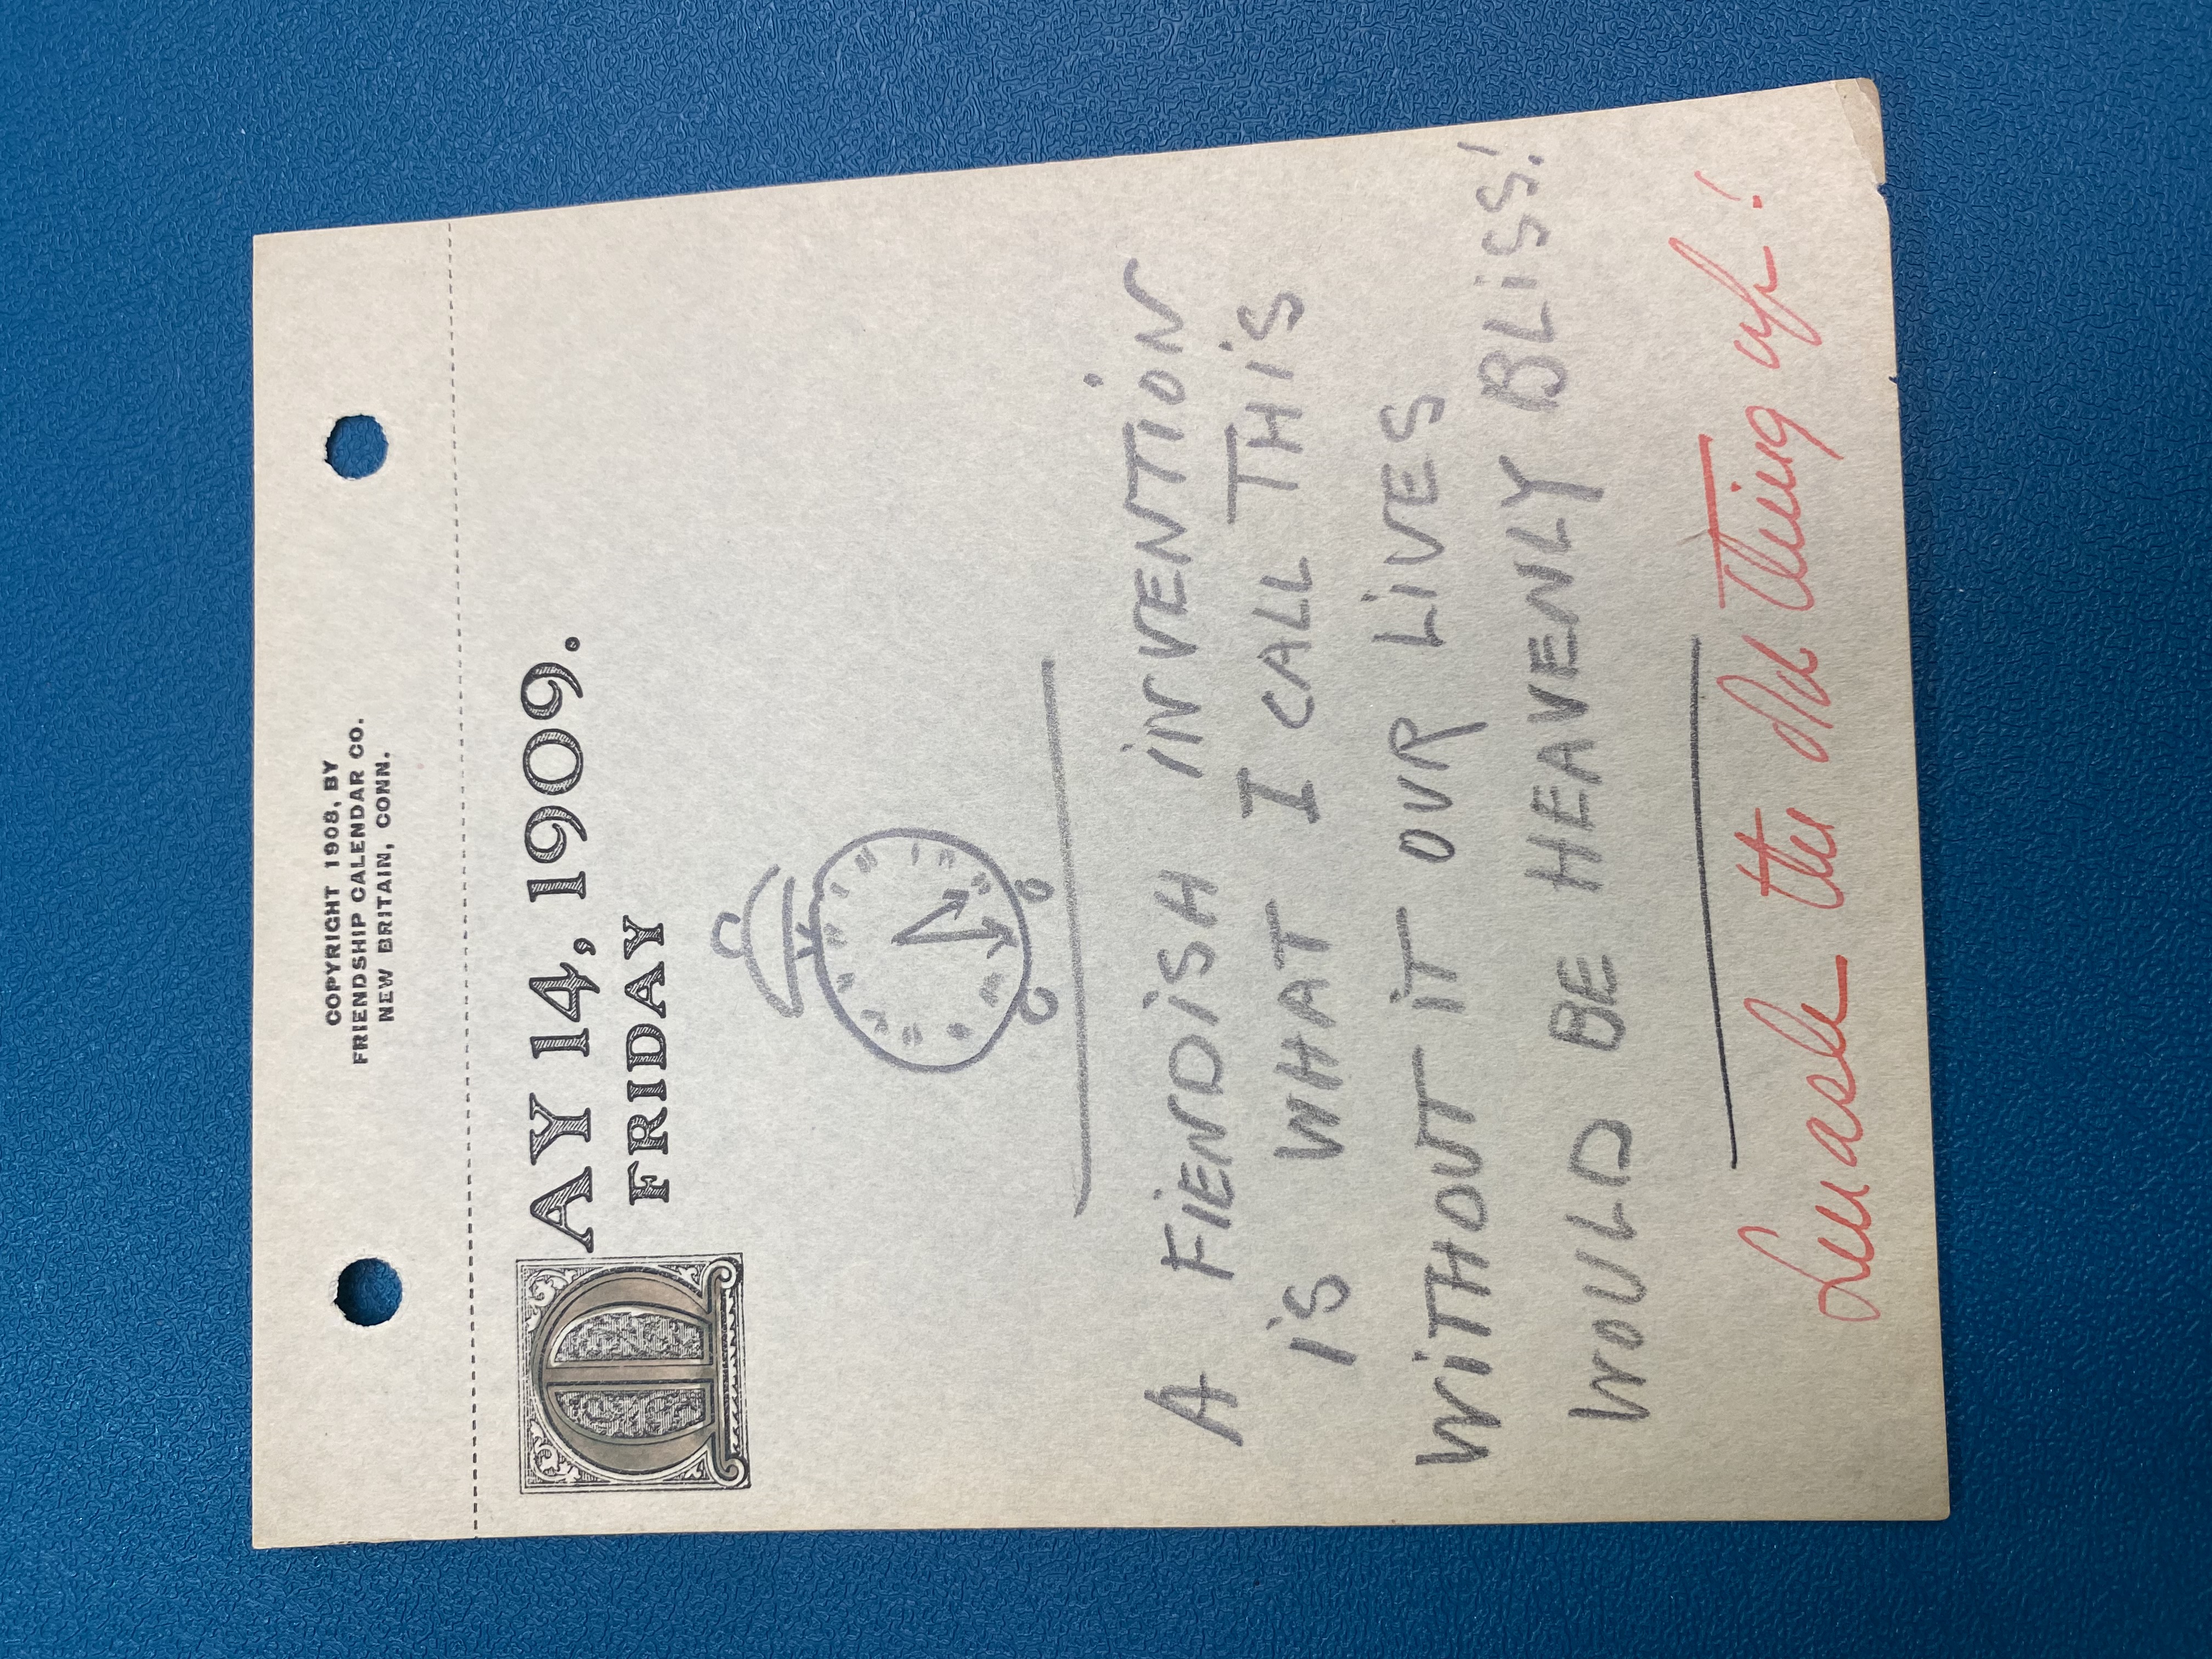 COPYRIGHT 1908, BY
FRIENDSHIP CALENDAR CO.
NEW BRITAIN, CONN.
MAY 14, 1909.
FRIDAY
A FiENDiSH iNVENTiON
iS WHAT I CALL THiS
WiTHOUT iT OUR LiVES
WOULD BE HEAVENLY BLiSS!
Smash the old thing up!